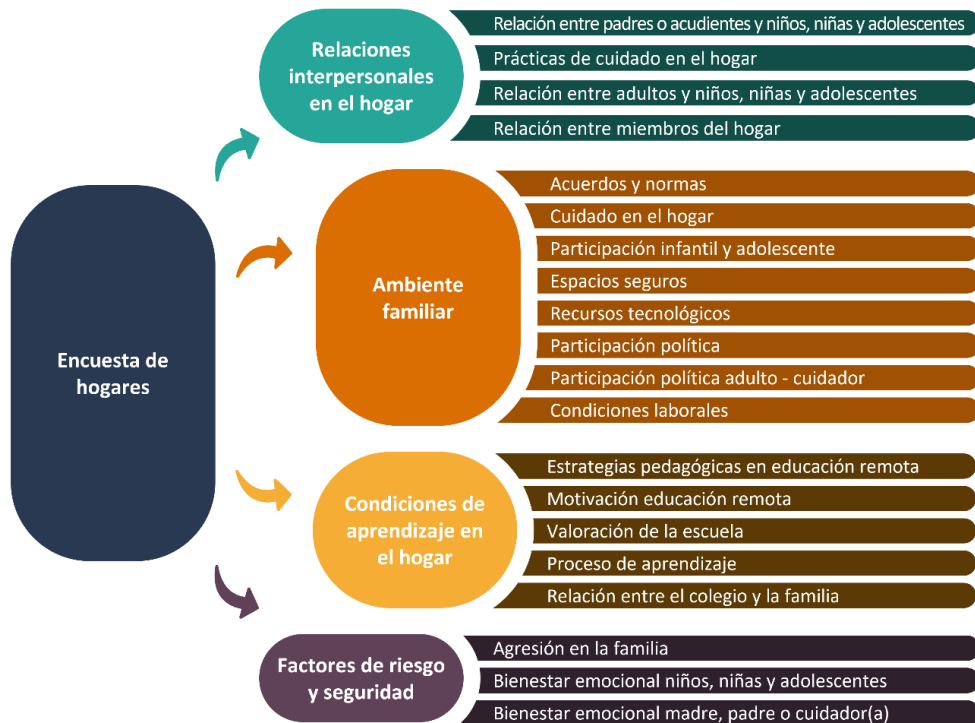 Encuesta de
hogares
Relaciones
interpersonales
en el hogar
Relación entre padres o acudientes y niños, niñas y adolescentes
Prácticas de cuidado en el hogar
Relación entre adultos y niños, niñas y adolescentes
Relación entre miembros del hogar
Ambiente
familiar
Acuerdos y normas
Cuidado en el hogar
Participación infantil y adolescente
Espacios seguros
Recursos tecnológicos
Participación política
Participación política adulto - cuidador
Condiciones laborales
Condiciones de
aprendizaje en
el hogar
Estrategias pedagógicas en educación remota
Motivación educación remota
Valoración de la escuela
Proceso de aprendizaje
Relación entre el colegio y la familia
Factores de riesgo
y seguridad
Agresión en la familia
Bienestar emocional niños, niñas y adolescentes
Bienestar emocional madre, padre o cuidador(a)